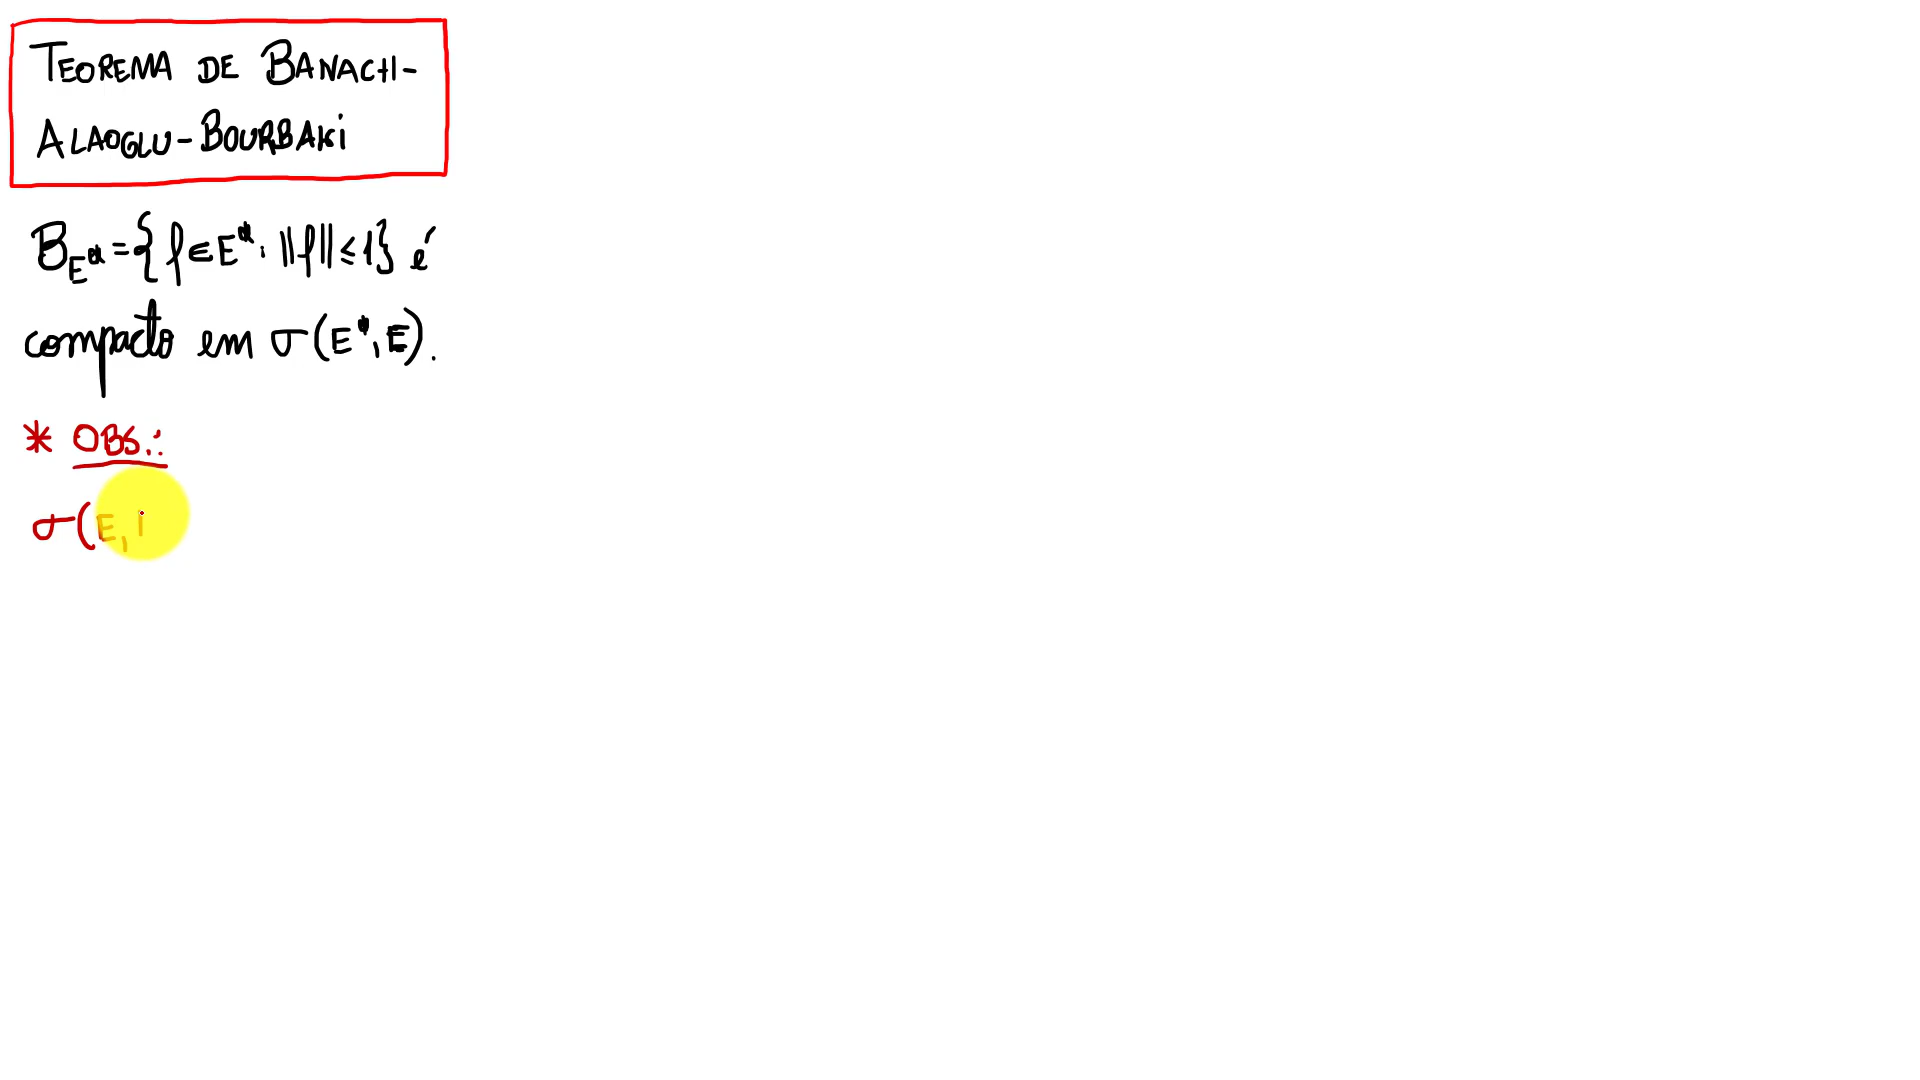 TEOREMA DE BANACH-
ALAOGLU-BOURBAKI
B_{E*}={f∈E*: ||f||≤1} é
compacto em σ(E*,E).
* OBS.:
σ(E,